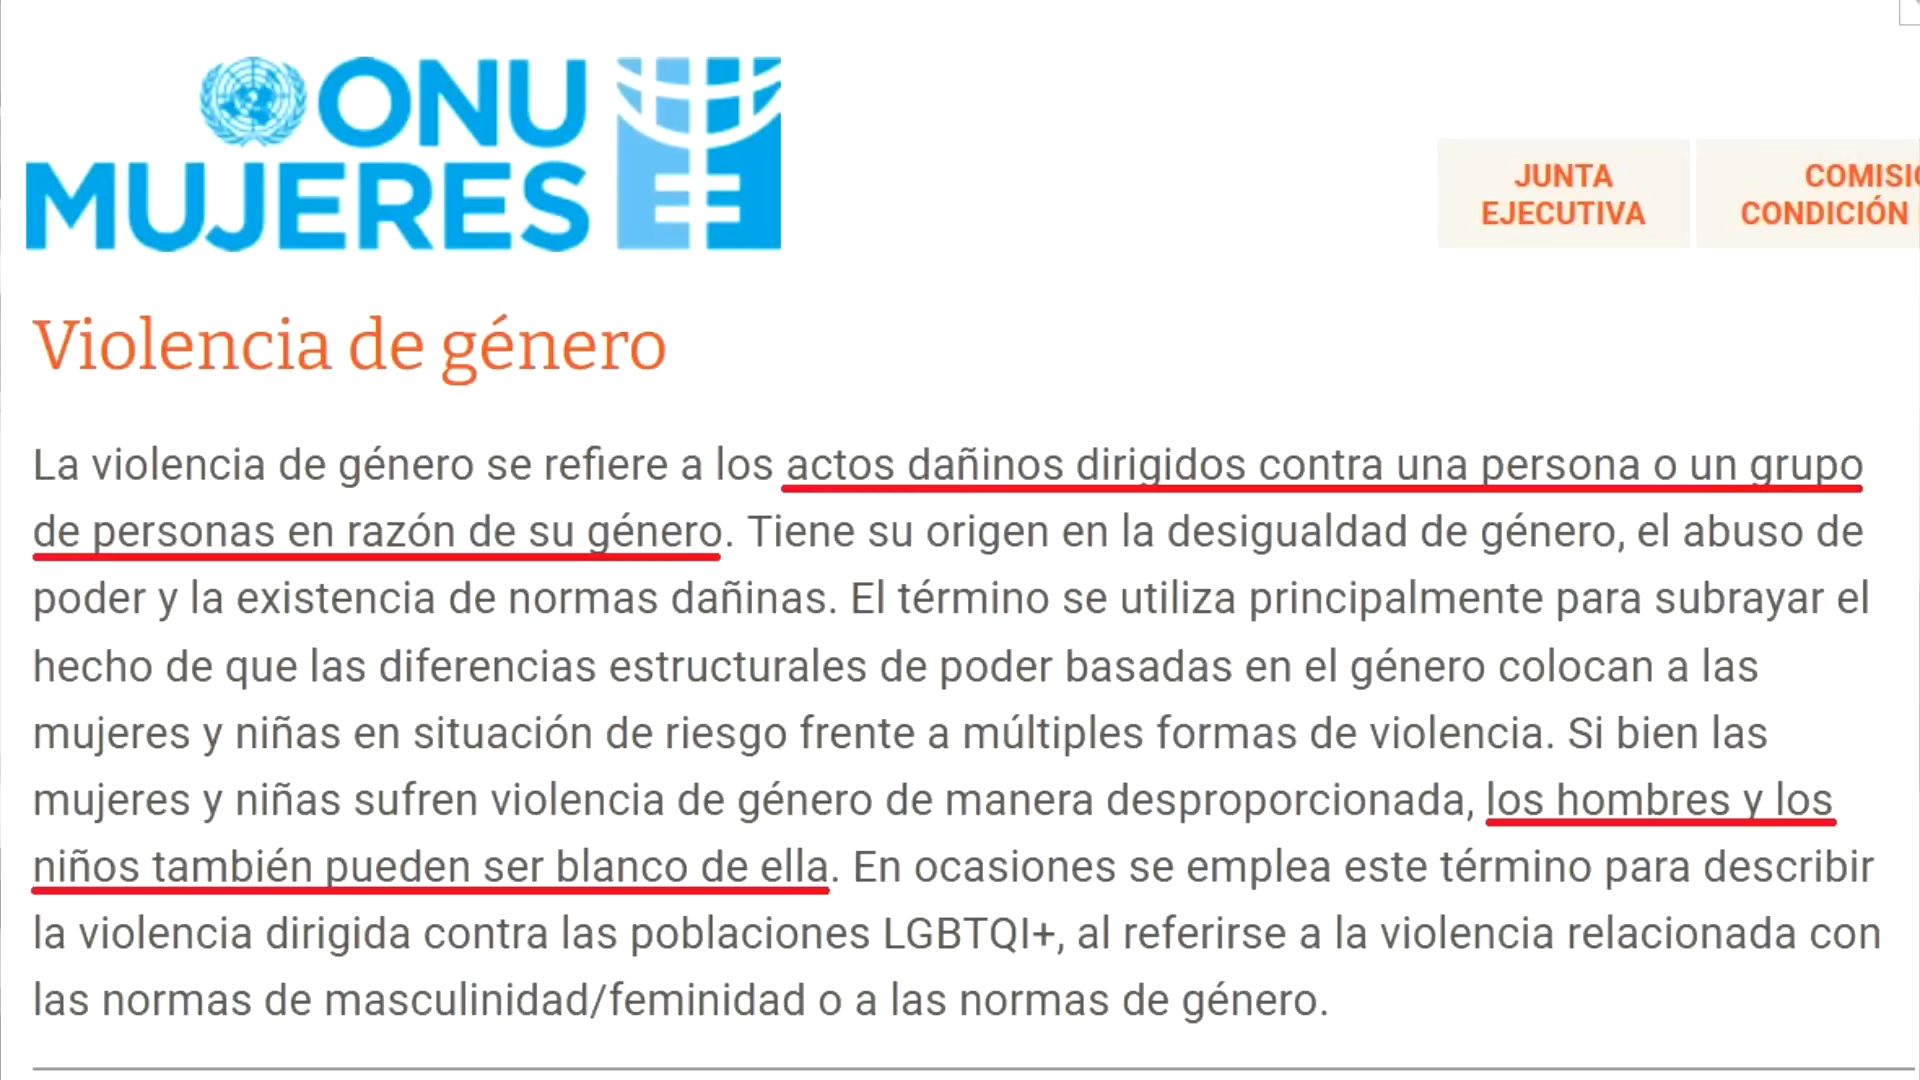 ONU
MUJERES
JUNTA
EJECUTIVA
CONDICIÓN
Violencia de género
La violencia de género se refiere a los actos dañinos dirigidos contra una persona o un grupo
de personas en razón de su género. Tiene su origen en la desigualdad de género, el abuso de
poder y la existencia de normas dañinas. El término se utiliza principalmente para subrayar el
hecho de que las diferencias estructurales de poder basadas en el género colocan a las
mujeres y niñas en situación de riesgo frente a múltiples formas de violencia. Si bien las
mujeres y niñas sufren violencia de género de manera desproporcionada, los hombres y los
niños también pueden ser blanco de ella. En ocasiones se emplea este término para describir
la violencia dirigida contra las poblaciones LGBTQI+, al referirse a la violencia relacionada con
las normas de masculinidad/feminidad o a las normas de género.